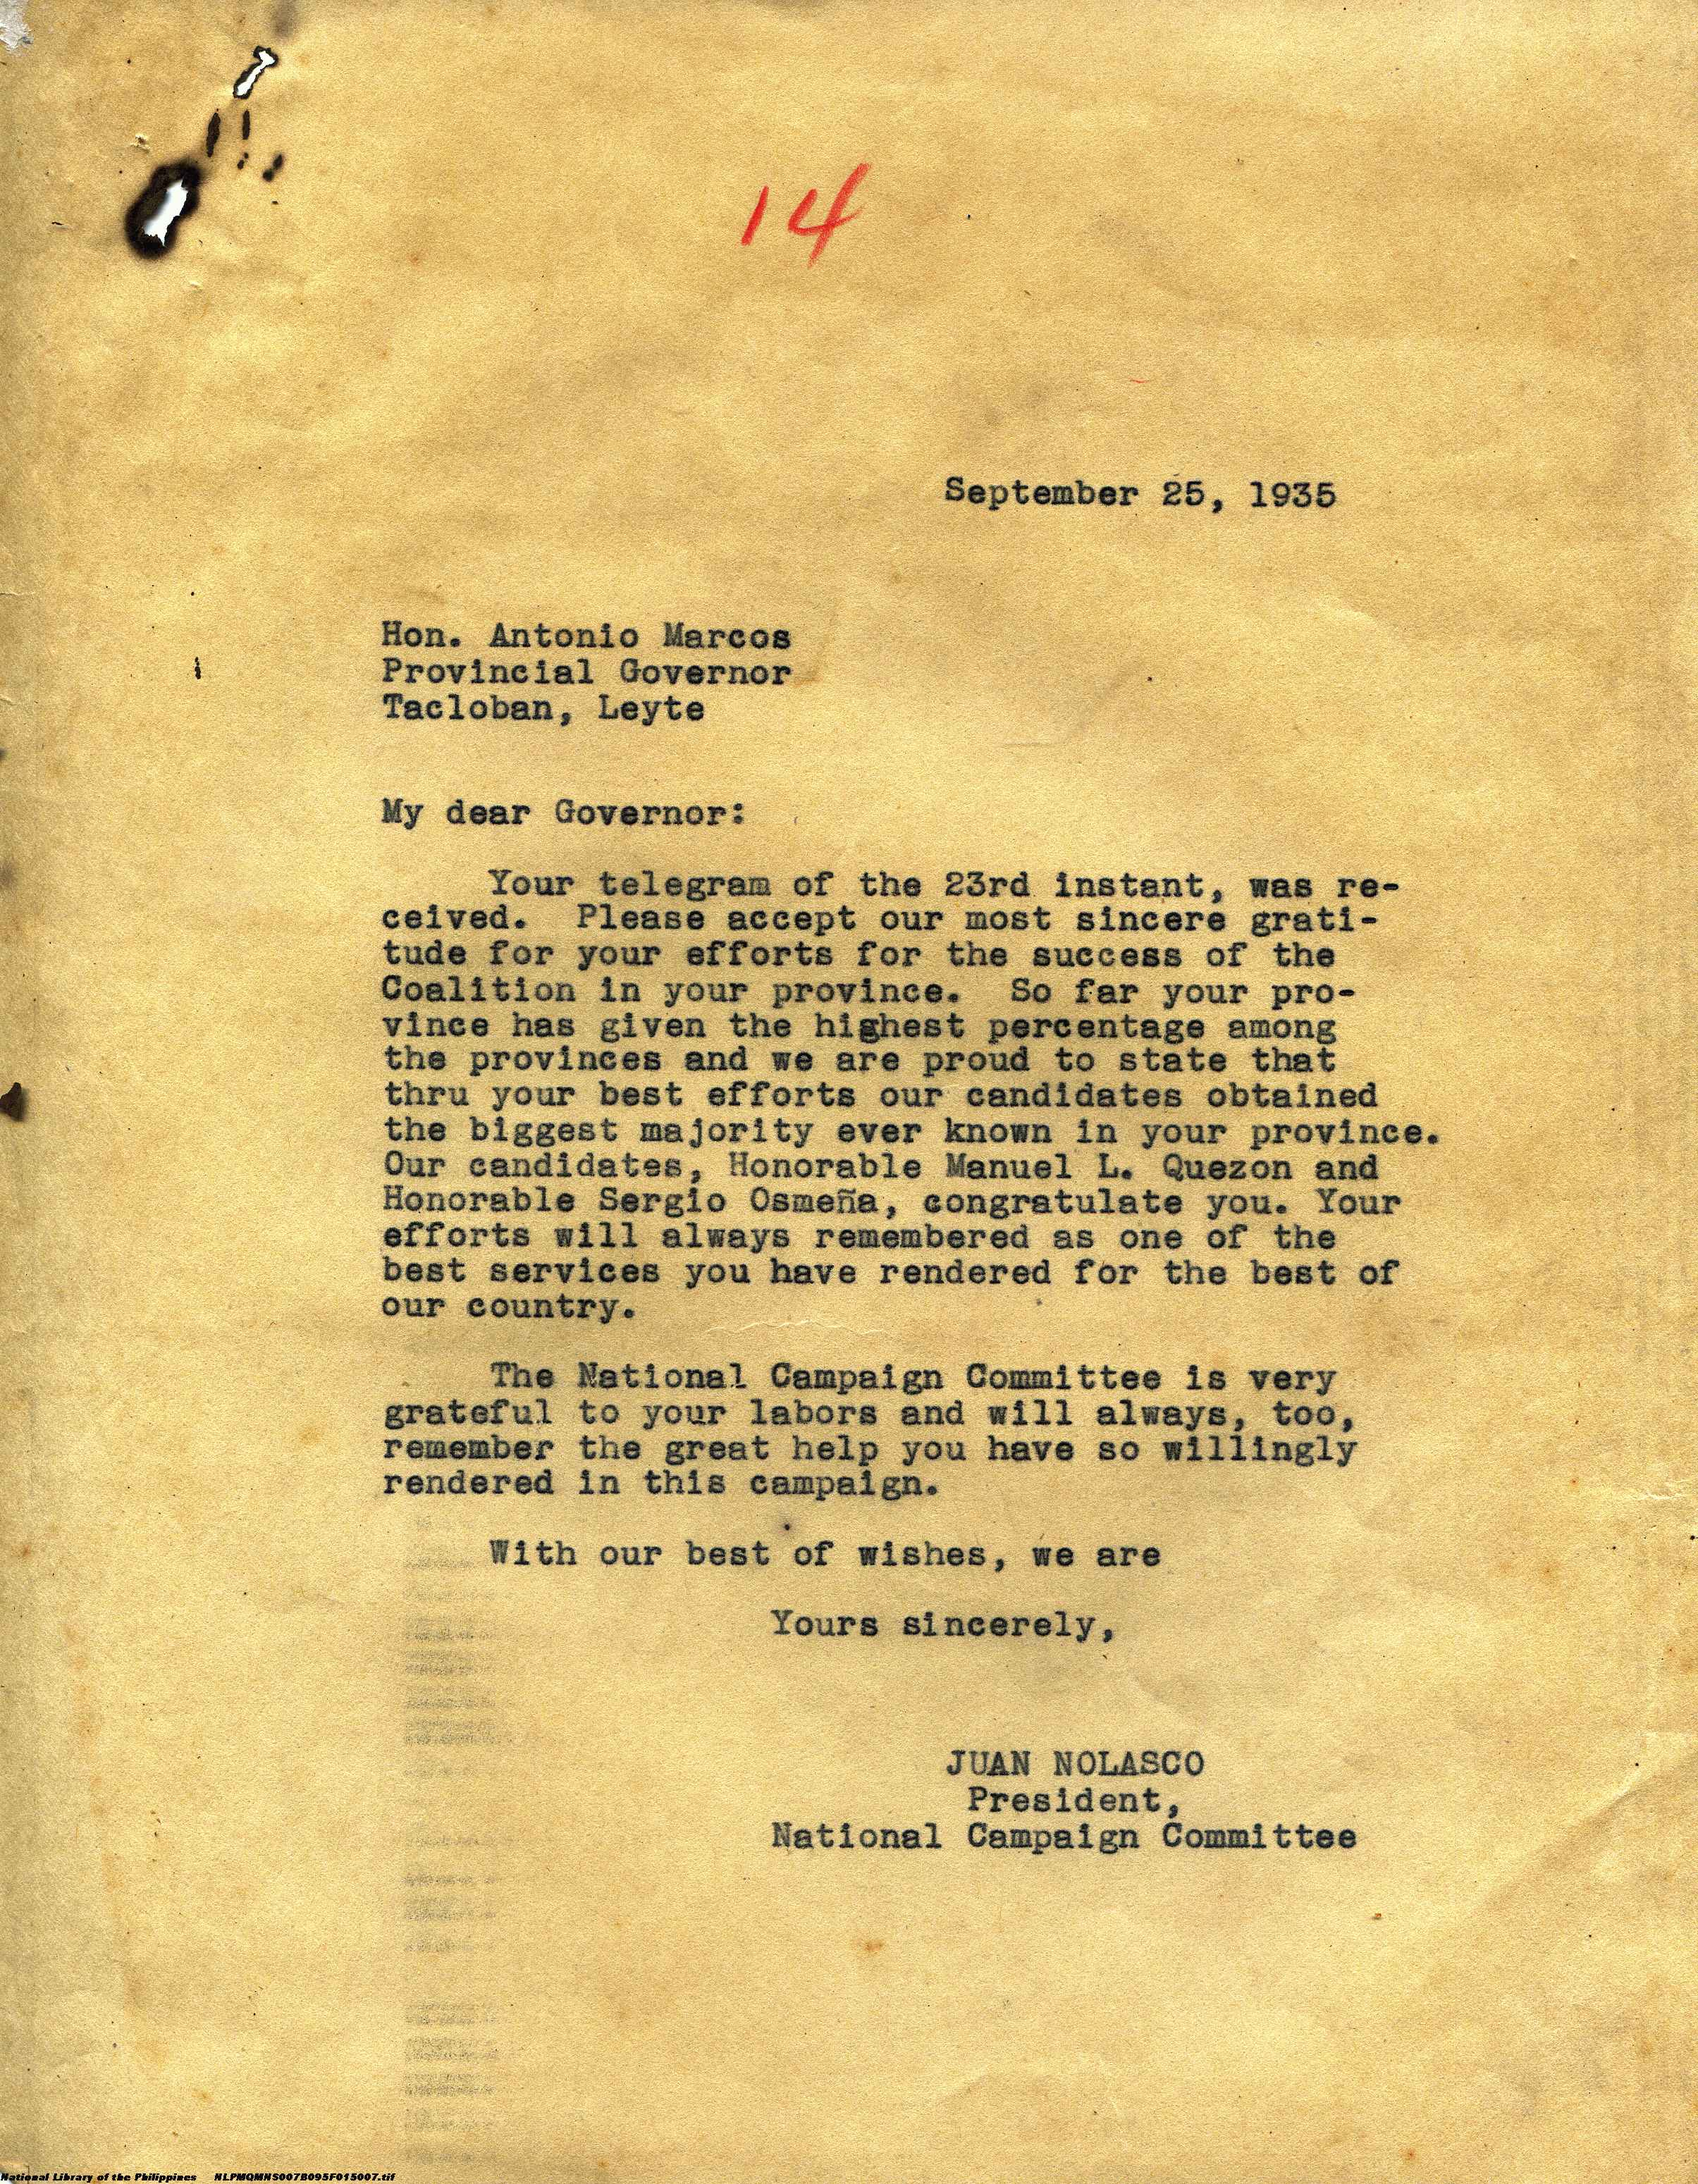 14
September 25, 1935
Hon. Antonio Marcos
Provincial Governor
Tacloban, Leyte
My dear Governor:
Your telegram of the 23rd instant, was re-
ceived. Please accept our most sincere grati-
tude for your efforts for the success of the
Coalition in your province. So far your pro-
vince has given the highest percentage among
the provinces and we are proud to state that
thru your best efforts our candidates obtained
the biggest majority ever known in your province.
Our candidates, Honorable Manuel L. Quezon and
Honorable Sergio Osmeña, congratulate you. Your
efforts will always remembered as one of the
best services you have rendered for the best of
our country.
The National Campaign Committee is very
grateful to your labors and will always, too,
remember the great help you have so willingly
rendered in this campaign.
With our best of wishes, we are
Yours sincerely,
JUAN NOLASCO
President,
National Campaign Committee
National Library of the Philippines NLPMQMNS007B095F015007.tif